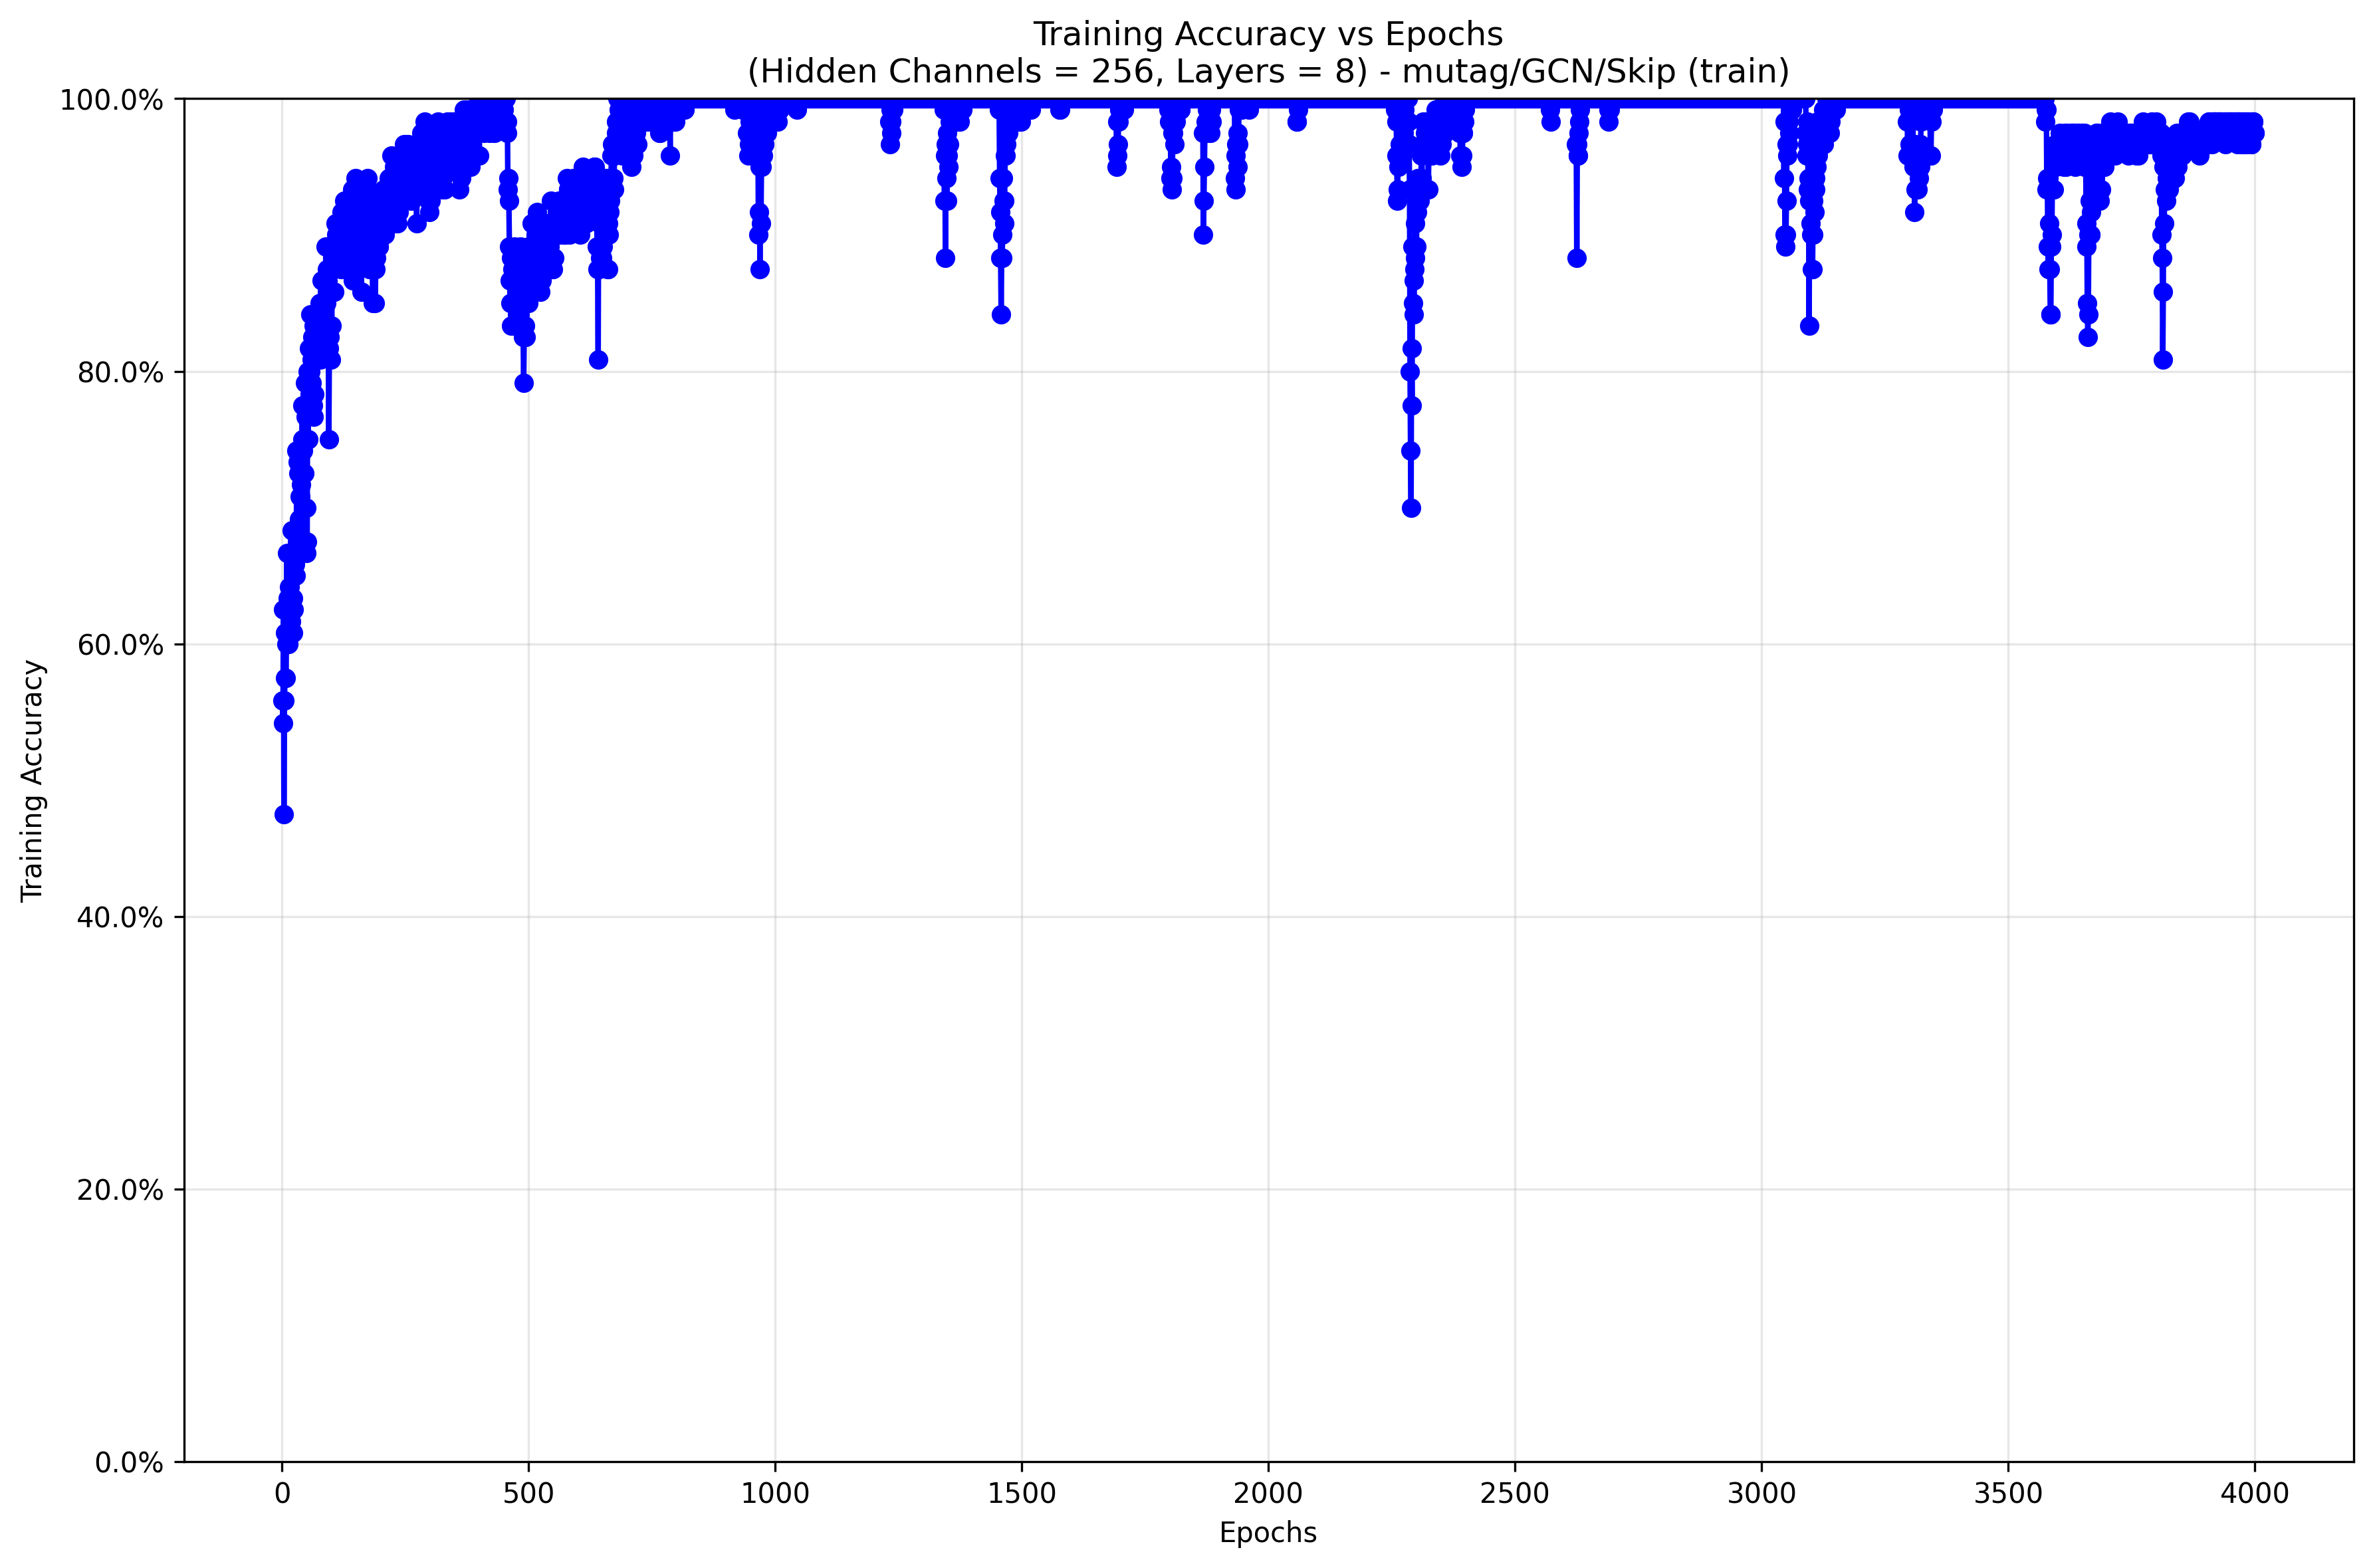 Training Accuracy vs Epochs
(Hidden Channels = 256, Layers = 8) - mutag/GCN/Skip (train)
100.0%
80.0%
60.0%
40.0%
20.0%
0.0%
Training Accuracy
0 500 1000 1500 2000 2500 3000 3500 4000
Epochs